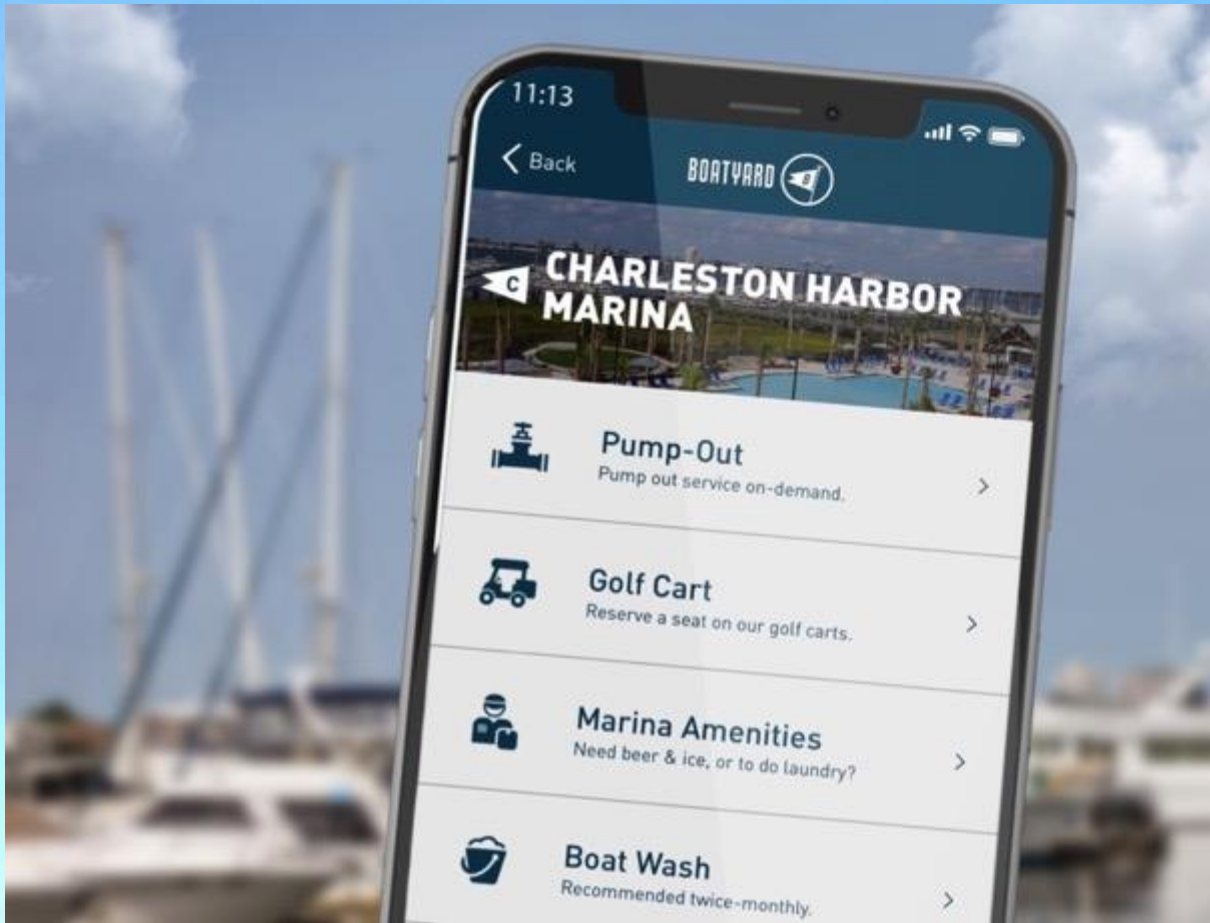 11:13
Back
BOATYARD B
C CHARLESTON HARBOR
MARINA
Pump-Out
Pump out service on-demand.
Golf Cart
Reserve a seat on our golf carts.
Marina Amenities
Need beer & ice, or to do laundry?
Boat Wash
Recommended twice-monthly.